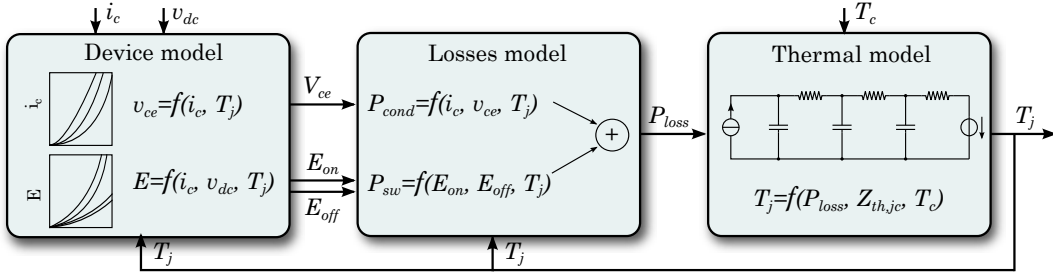 i_c v_dc T_c
Device model
Losses model
Thermal model
i_c
v_ce=f(i_c, T_j)
V_ce
P_cond=f(i_c, v_ce, T_j)
+
P_loss
T_j
E
E=f(i_c, v_dc, T_j)
E_on
E_off
P_sw=f(E_on, E_off, T_j)
T_j=f(P_loss, Z_th,jc, T_c)
T_j
T_j